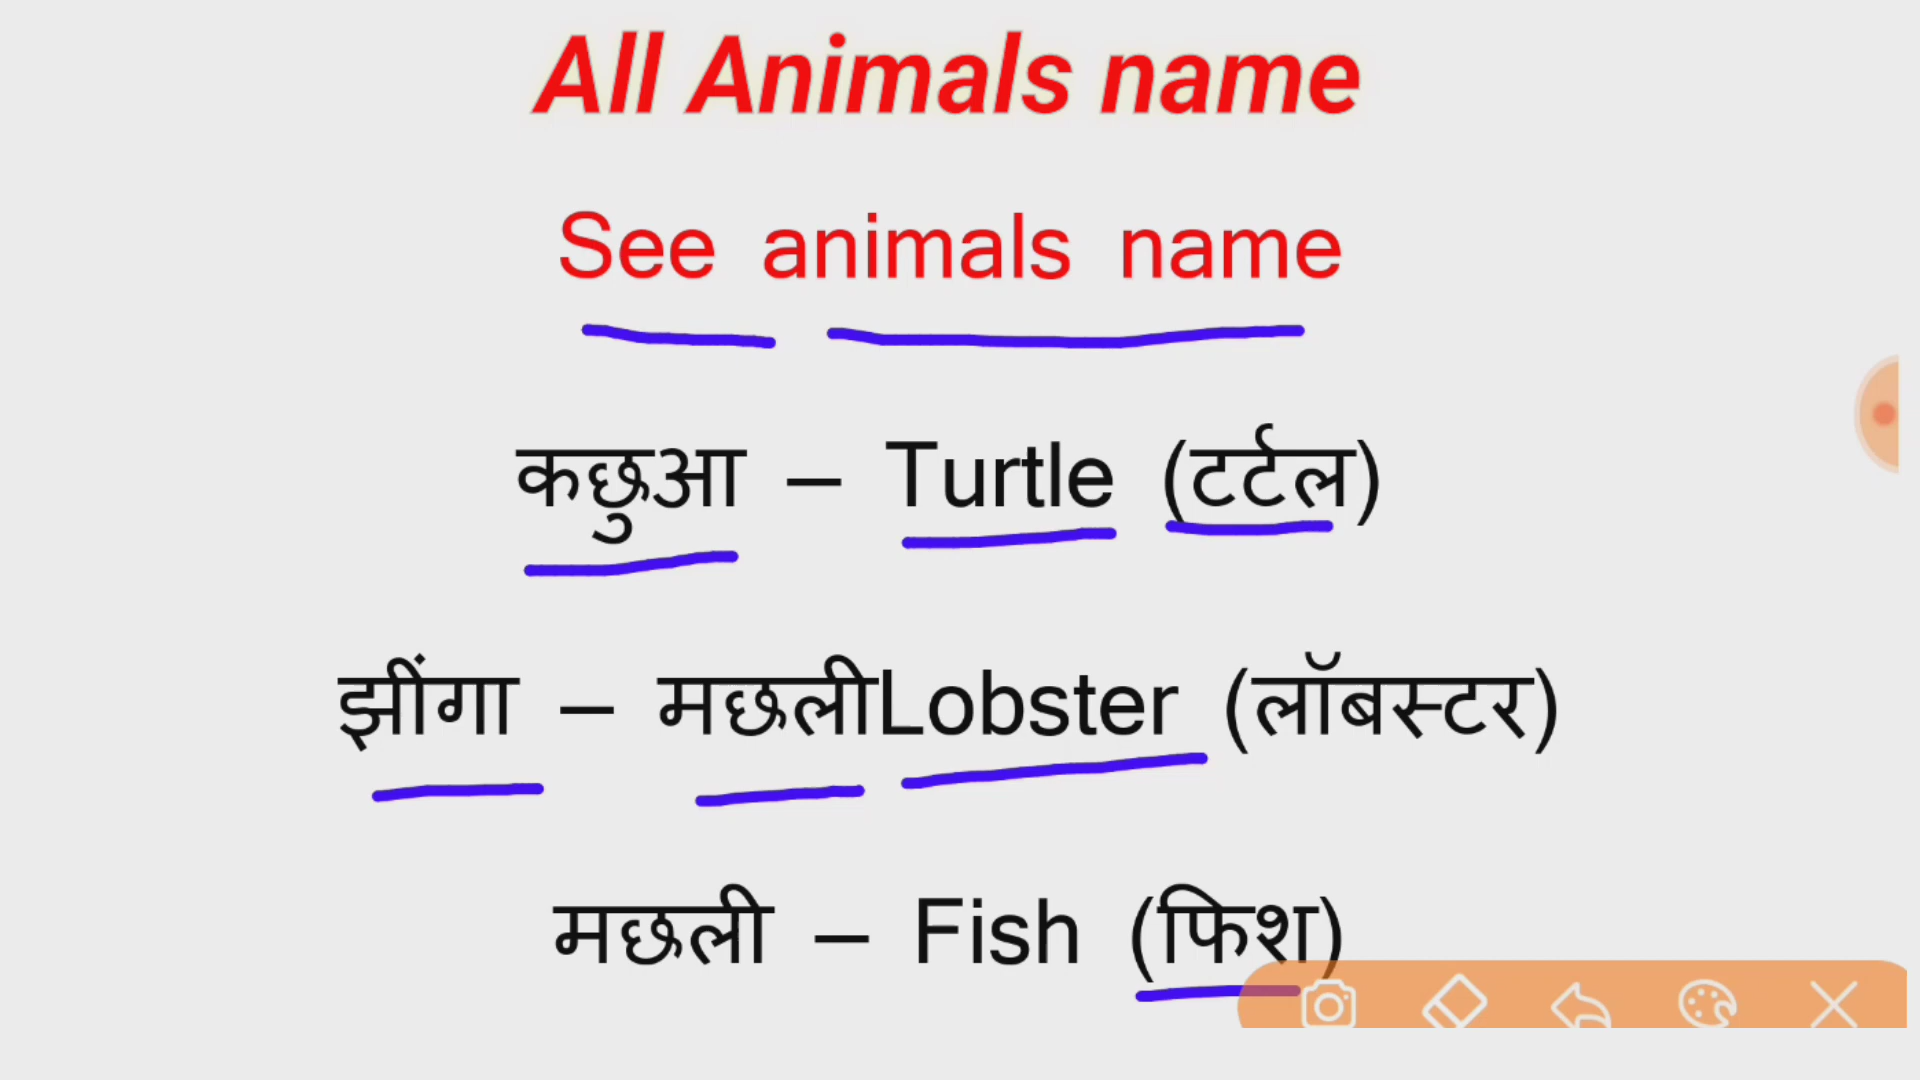 All Animals name
See animals name
कछुआ – Turtle (टर्टल)
झींगा – मछलीLobster (लॉबस्टर)
मछली – Fish (फिश)